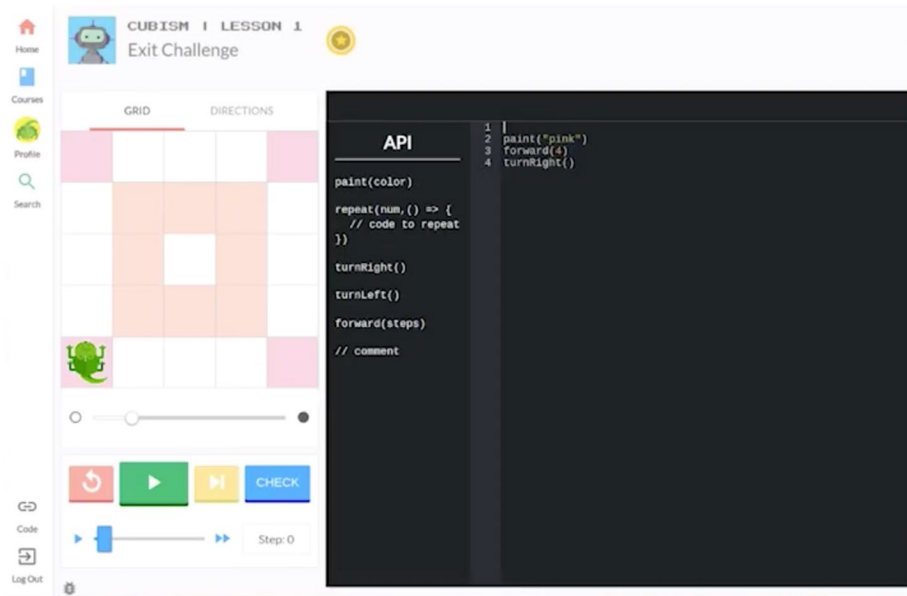 CUBISM | LESSON 1
Exit Challenge
Home
Courses
Profile
Search
Code
Log Out
GRID
DIRECTIONS
CHECK
Step: 0
API
paint(color)
repeat(num,() => {
// code to repeat
})
turnRight()
turnLeft()
forward(steps)
// comment
1
2 paint("pink")
3 forward(4)
4 turnRight()